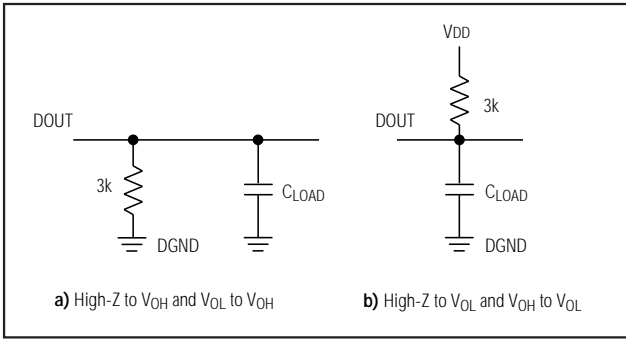 VDD
3k
DOUT
DOUT
3k
CLOAD
CLOAD
DGND
DGND
a) High-Z to VOH and VOL to VOH
b) High-Z to VOL and VOH to VOL